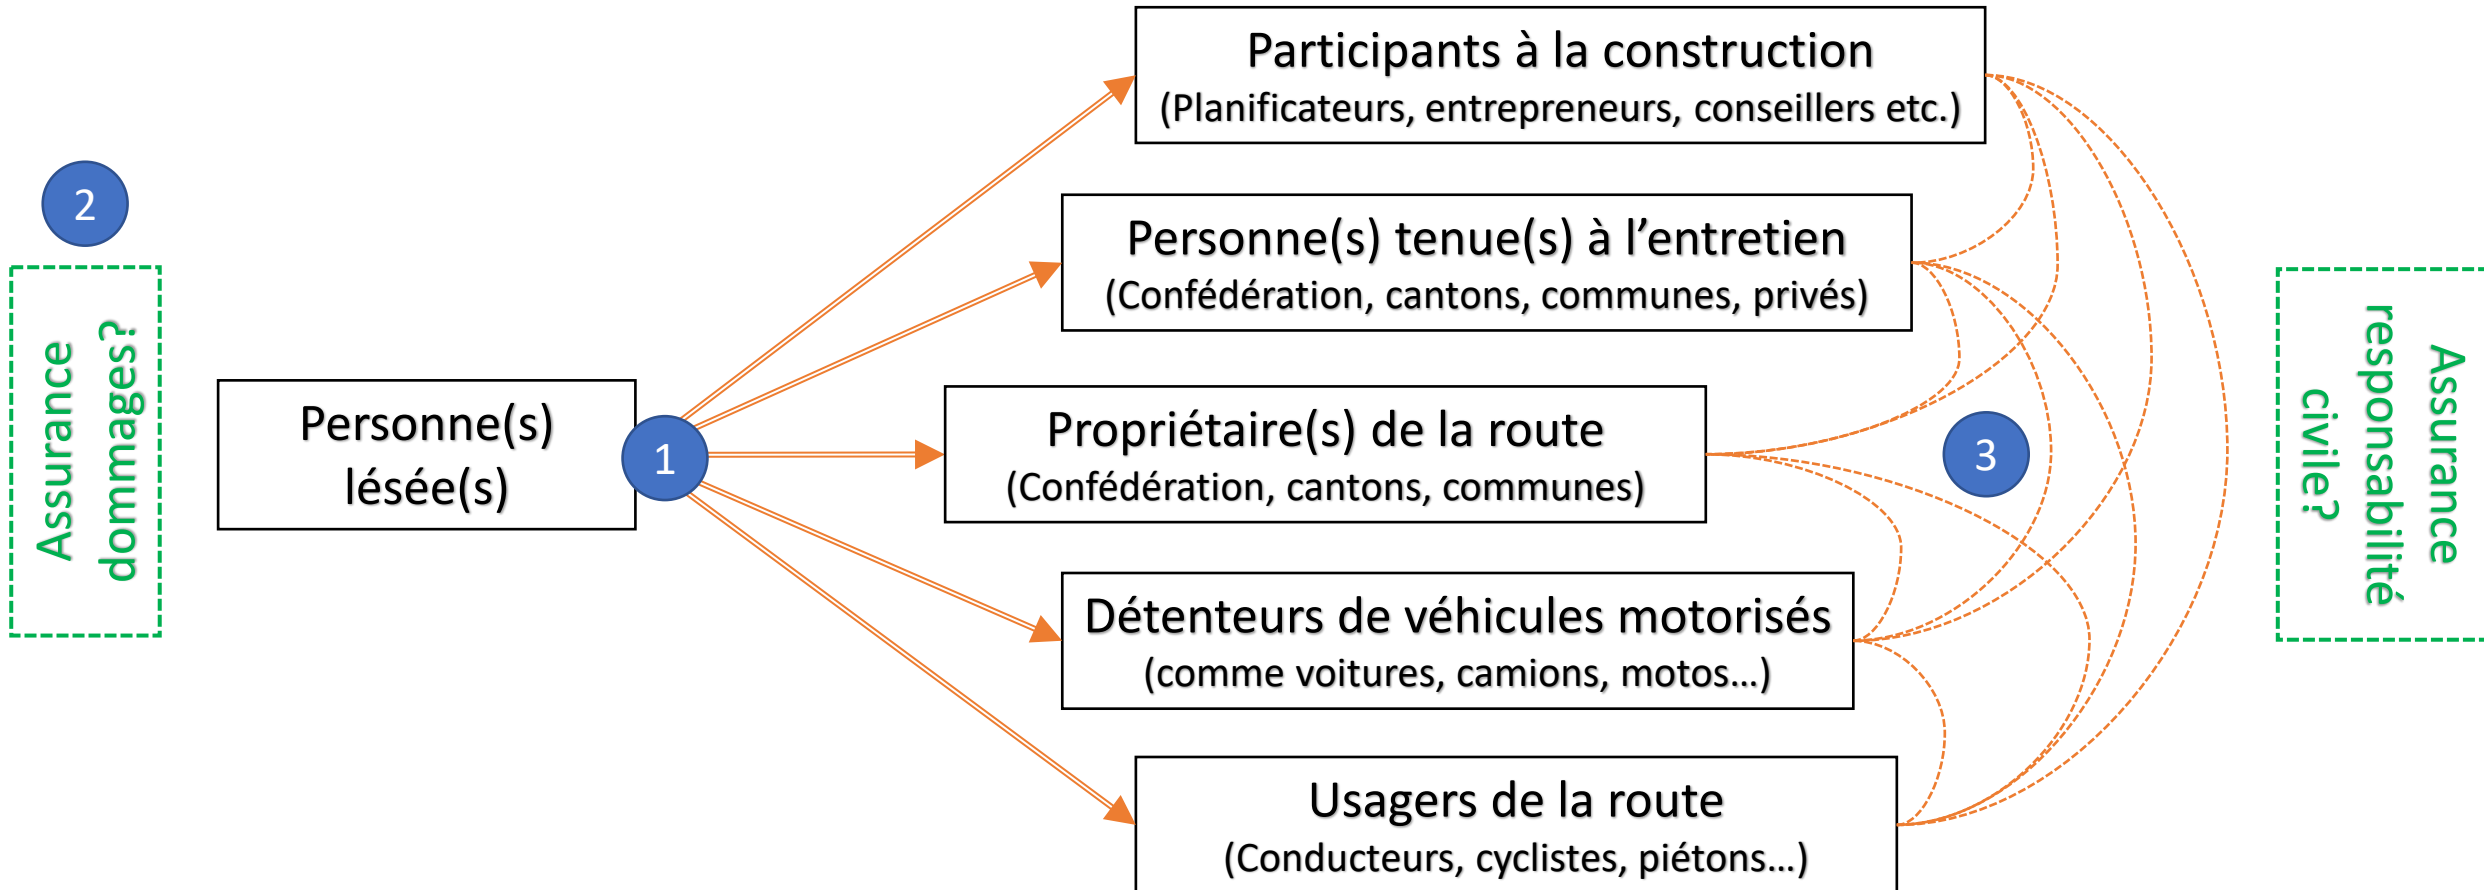 2
Assurance
dommages?
Personne(s)
lésée(s)
1
Participants à la construction
(Planificateurs, entrepreneurs, conseillers etc.)
Personne(s) tenue(s) à l’entretien
(Confédération, cantons, communes, privés)
Propriétaire(s) de la route
(Confédération, cantons, communes)
Détenteurs de véhicules motorisés
(comme voitures, camions, motos…)
Usagers de la route
(Conducteurs, cyclistes, piétons…)
3
Assurance
responsabilité
civile?